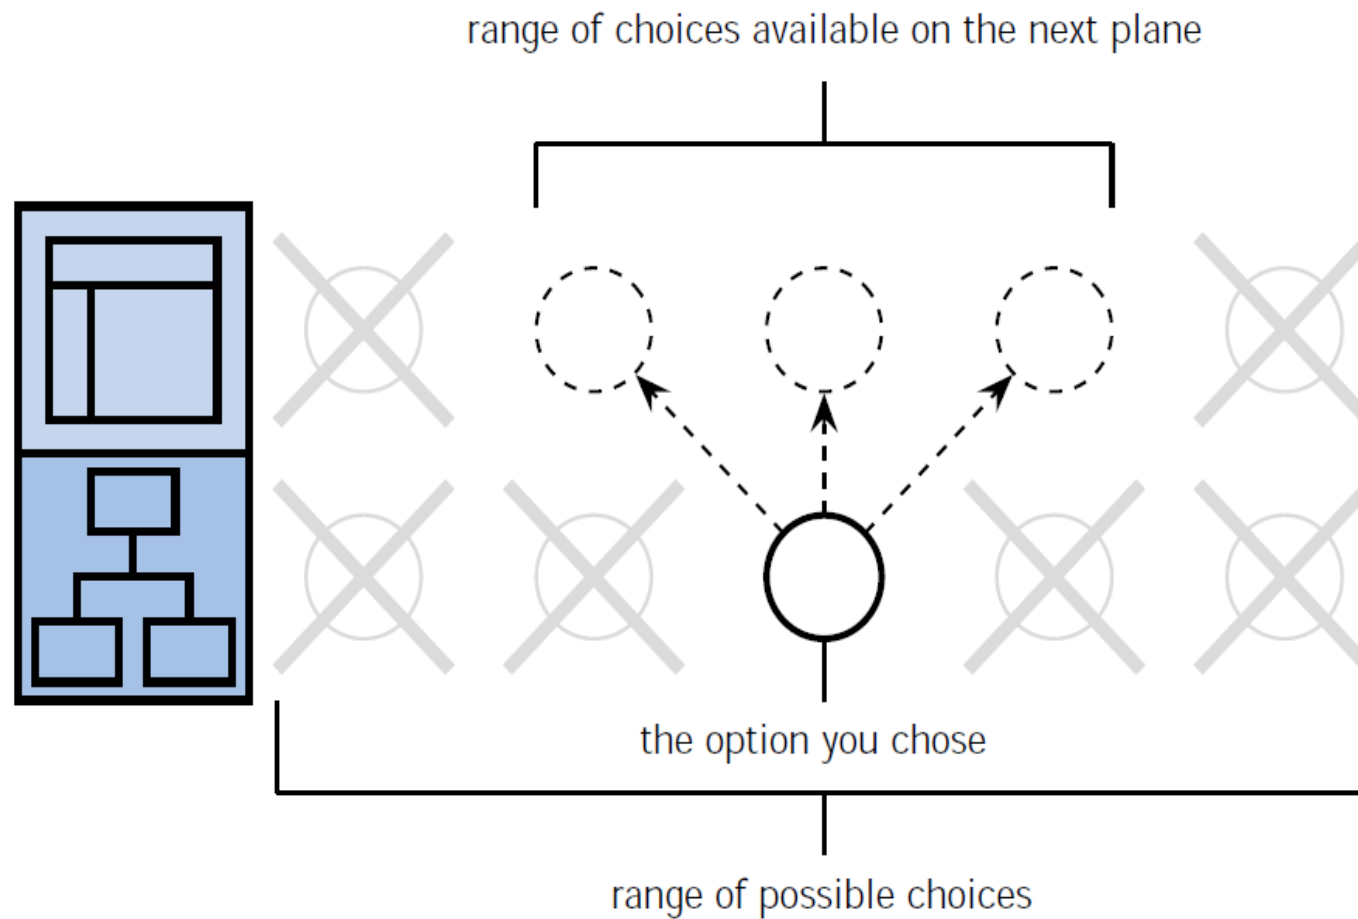 range of choices available on the next plane
the option you chose
range of possible choices